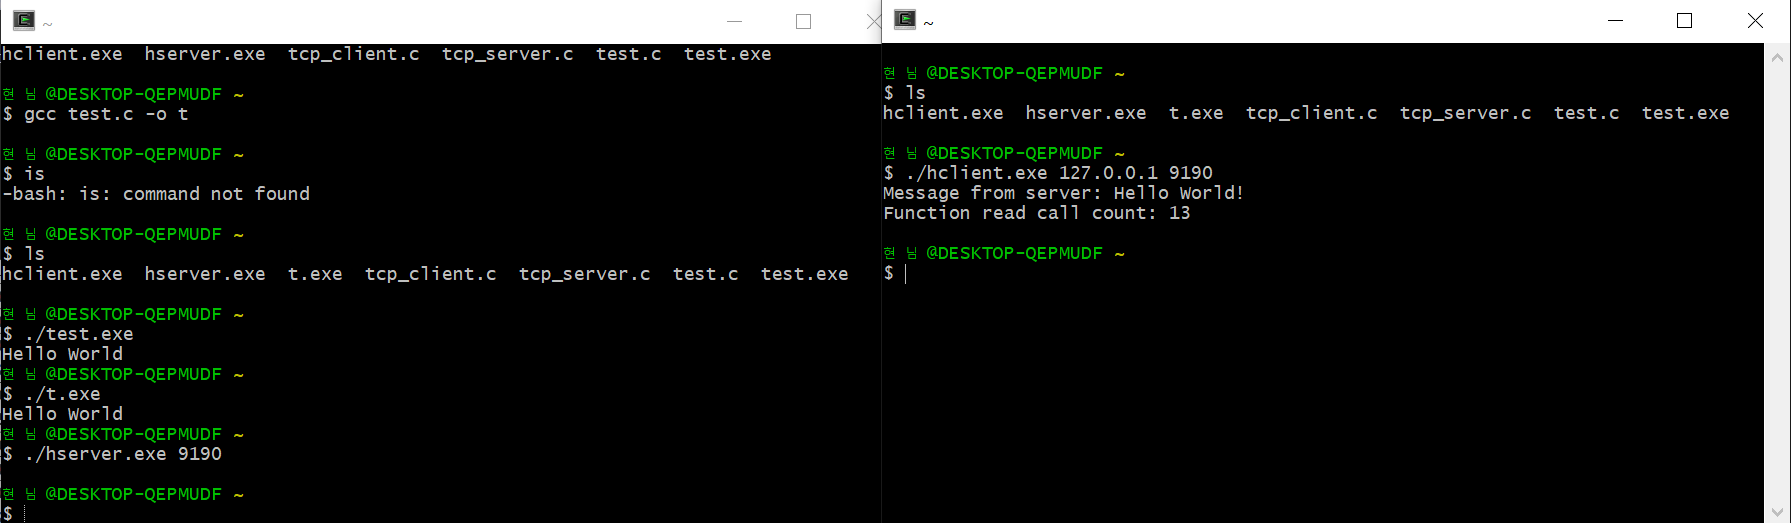 ~
hclient.exe  hserver.exe  tcp_client.c  tcp_server.c  test.c  test.exe
현 님 @DESKTOP-QEPMUDF ~
$ gcc test.c -o t
현 님 @DESKTOP-QEPMUDF ~
$ is
-bash: is: command not found
현 님 @DESKTOP-QEPMUDF ~
$ ls
hclient.exe  hserver.exe  t.exe  tcp_client.c  tcp_server.c  test.c  test.exe
현 님 @DESKTOP-QEPMUDF ~
$ ./test.exe
Hello World
현 님 @DESKTOP-QEPMUDF ~
$ ./t.exe
Hello World
현 님 @DESKTOP-QEPMUDF ~
$ ./hserver.exe 9190
현 님 @DESKTOP-QEPMUDF ~
$
~
현 님 @DESKTOP-QEPMUDF ~
$ ls
hclient.exe  hserver.exe  t.exe  tcp_client.c  tcp_server.c  test.c  test.exe
현 님 @DESKTOP-QEPMUDF ~
$ ./hclient.exe 127.0.0.1 9190
Message from server: Hello World!
Function read call count: 13
현 님 @DESKTOP-QEPMUDF ~
$